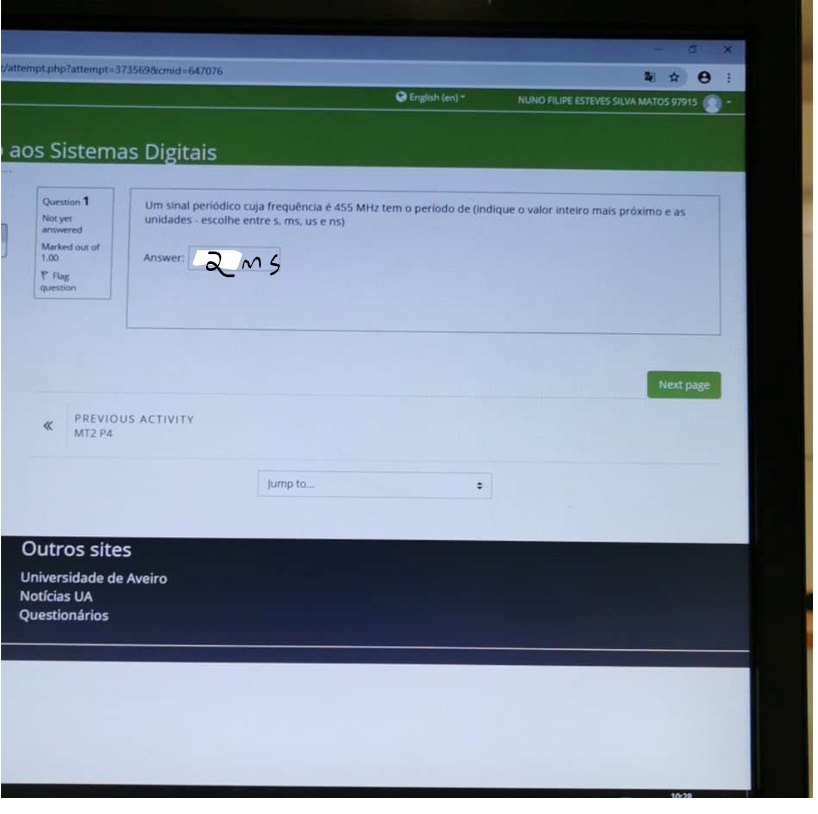 :/attempt.php?attempt=373569&cmid=647076
English (en)
NUNO FILIPE ESTEVES SILVA MATOS 97915
aos Sistemas Digitais
Question 1
Not yet
answered
Marked out of
1.00
Flag
question
Um sinal periódico cuja frequência é 455 MHz tem o período de (indique o valor inteiro mais próximo e as
unidades - escolhe entre s, ms, us e ns)
Answer: 2 ns
Next page
PREVIOUS ACTIVITY
MT2 P4
Jump to...
Outros sites
Universidade de Aveiro
Notícias UA
Questionários
10:28